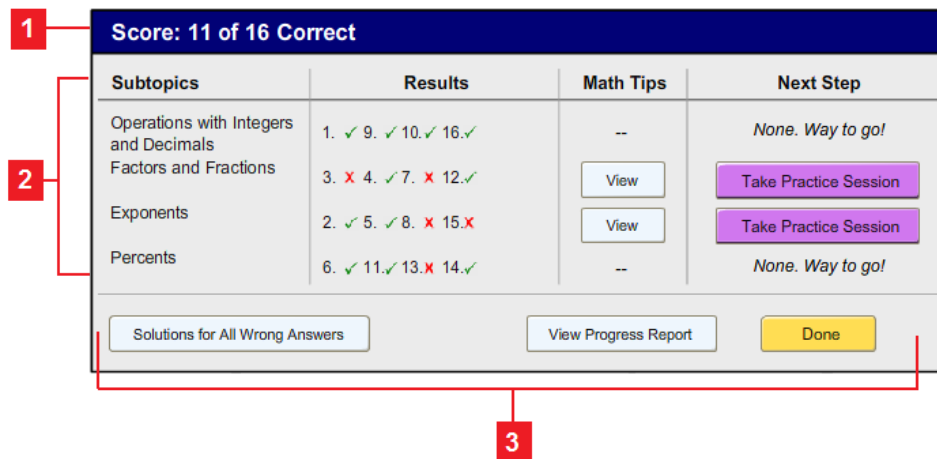 1
Score: 11 of 16 Correct
Subtopics Results Math Tips Next Step
Operations with Integers
and Decimals
1. ✓ 9. ✓ 10. ✓ 16. ✓ -- None. Way to go!
Factors and Fractions
3. X 4. ✓ 7. X 12. ✓ View Take Practice Session
2
Exponents
2. ✓ 5. ✓ 8. X 15. X View Take Practice Session
Percents
6. ✓ 11. ✓ 13. X 14. ✓ -- None. Way to go!
Solutions for All Wrong Answers View Progress Report Done
3